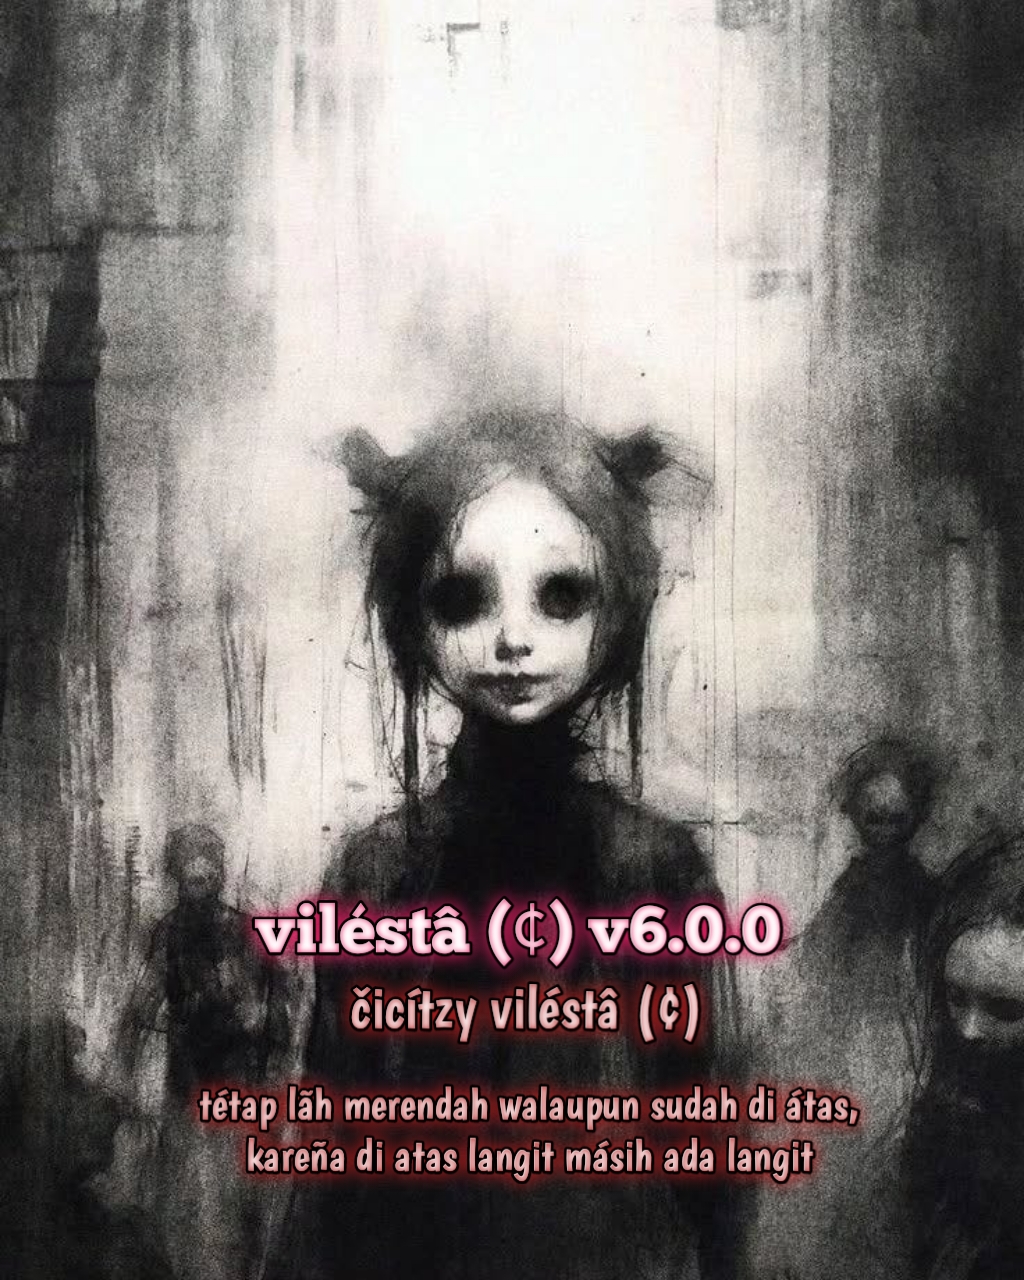 viléstâ (₵) v6.0.0
čicítzy viléstâ (¢)
tétap lãh merendah walaupun sudah di átas,
kareña di atas langit másih ada langit